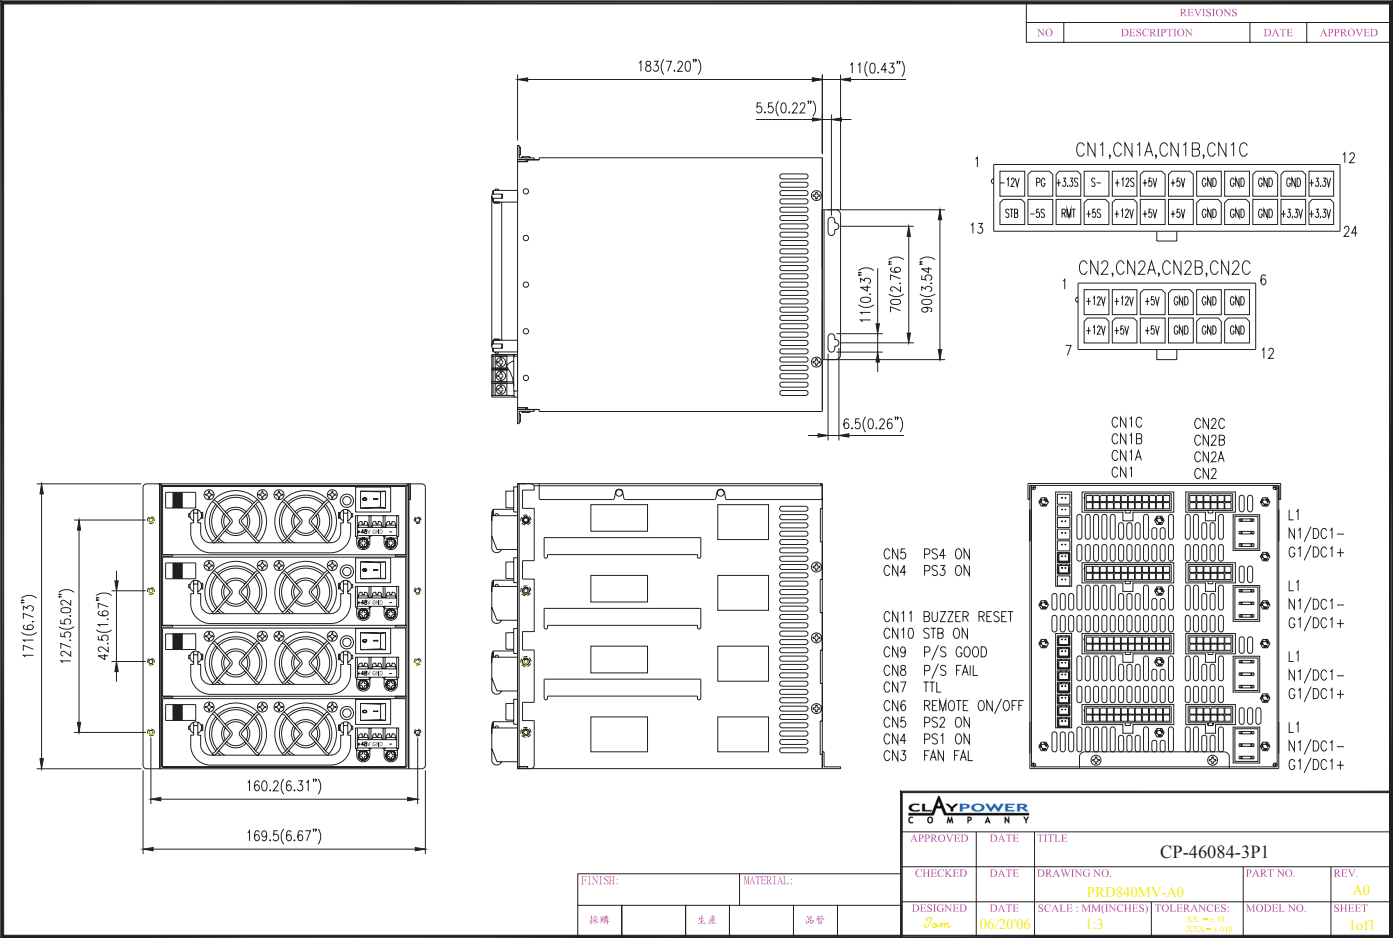 REVISIONS
NO DESCRIPTION DATE APPROVED
183(7.20")
11(0.43")
5.5(0.22")
11(0.43")
70(2.76")
90(3.54")
6.5(0.26")
CN1,CN1A,CN1B,CN1C
1 12
-12V PG +3.3S S- +12S +5V +5V GND GND GND GND +3.3V
STB -5S RMT +5S +12V +5V +5V GND GND GND +3.3V +3.3V
13 24
CN2,CN2A,CN2B,CN2C
1 6
+12V +12V +5V GND GND GND
+12V +5V +5V GND GND GND
7 12
171(6.73")
127.5(5.02")
42.5(1.67")
160.2(6.31")
169.5(6.67")
CN1C CN2C
CN1B CN2B
CN1A CN2A
CN1 CN2
CN5 PS4 ON
CN4 PS3 ON
CN11 BUZZER RESET
CN10 STB ON
CN9 P/S GOOD
CN8 P/S FAIL
CN7 TTL
CN6 REMOTE ON/OFF
CN5 PS2 ON
CN4 PS1 ON
CN3 FAN FAL
L1
N1/DC1-
G1/DC1+
L1
N1/DC1-
G1/DC1+
L1
N1/DC1-
G1/DC1+
L1
N1/DC1-
G1/DC1+
CLAYPOWER
COMPANY
APPROVED DATE TITLE
CP-46084-3P1
CHECKED DATE DRAWING NO. PART NO. REV.
PRD840MV-A0 A0
DESIGNED DATE SCALE : MM(INCHES) TOLERANCES: MODEL NO. SHEET
Tom 06/20'06 1:3 1of1
FINISH: MATERIAL:
採購 生產 品管